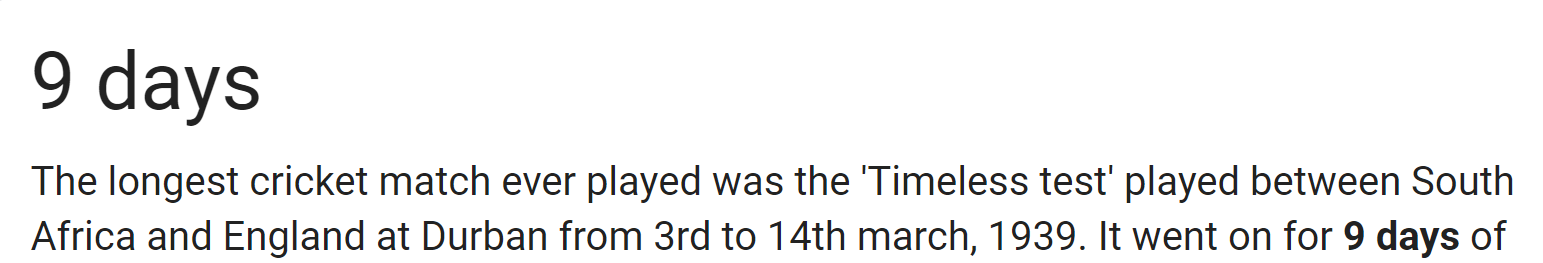 9 days
The longest cricket match ever played was the 'Timeless test' played between South
Africa and England at Durban from 3rd to 14th march, 1939. It went on for 9 days of